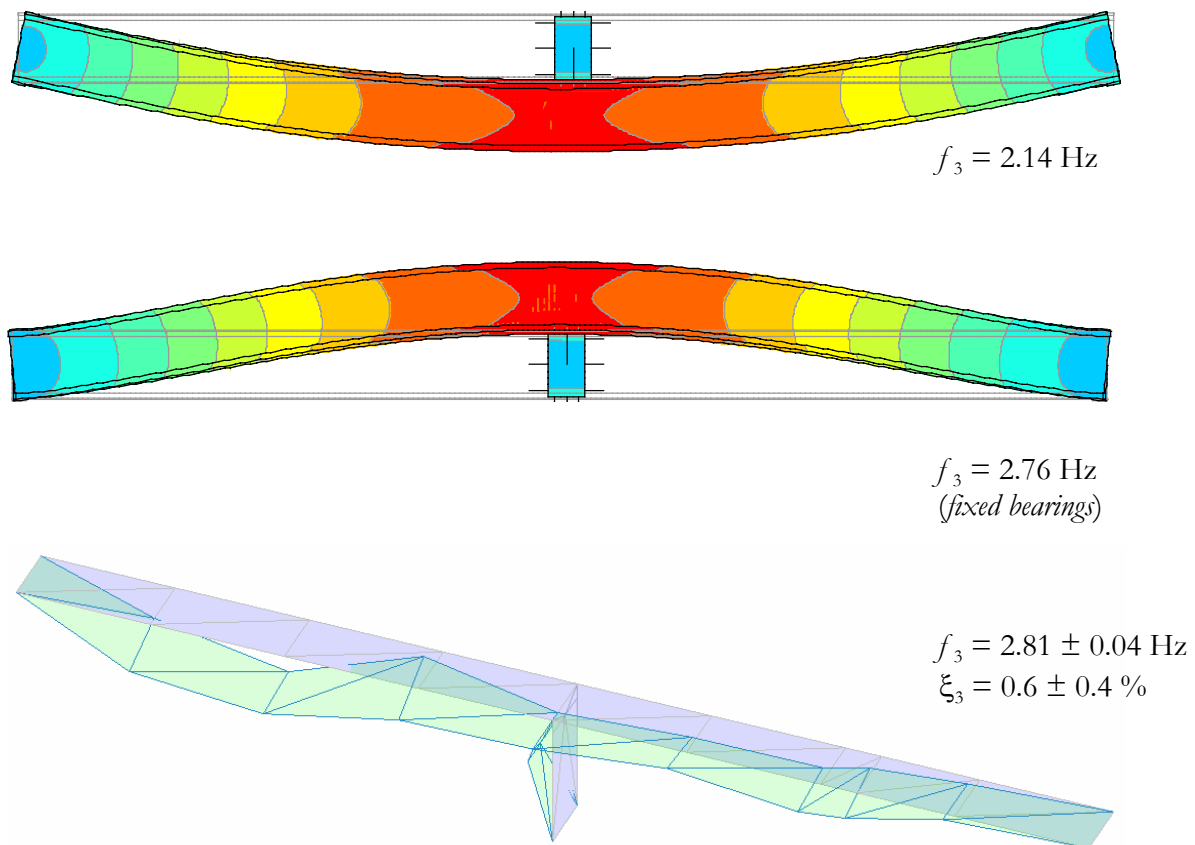 f₃ = 2.14 Hz
f₃ = 2.76 Hz
(fixed bearings)
f₃ = 2.81 ± 0.04 Hz
ξ₃ = 0.6 ± 0.4 %